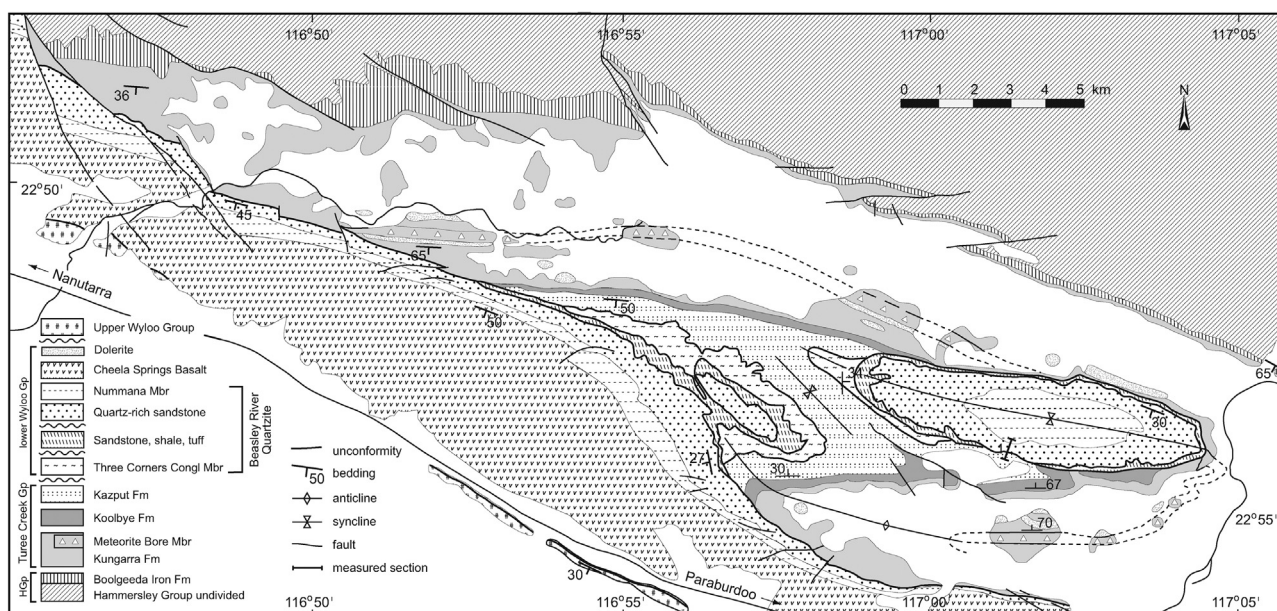 116°50' 116°55' 117°00' 117°05'
0 1 2 3 4 5 km
N
36
22°50'
45
65
Nanutarra
50
50
31
65
30
27
30
67
22°55'
70
30
Paraburdoo
116°50' 116°55' 117°00' 117°05'
Upper Wyloo Group
lower Wyloo Gp
Dolerite
Cheela Springs Basalt
Nummana Mbr
Quartz-rich sandstone
Sandstone, shale, tuff
Three Corners Congl Mbr
Beasley River
Quartzite
Turee Creek Gp
Kazput Fm
Koolbye Fm
Meteorite Bore Mbr
Kungarra Fm
HGp
Boolgeeda Iron Fm
Hammersley Group undivided
unconformity
50 bedding
anticline
syncline
fault
measured section